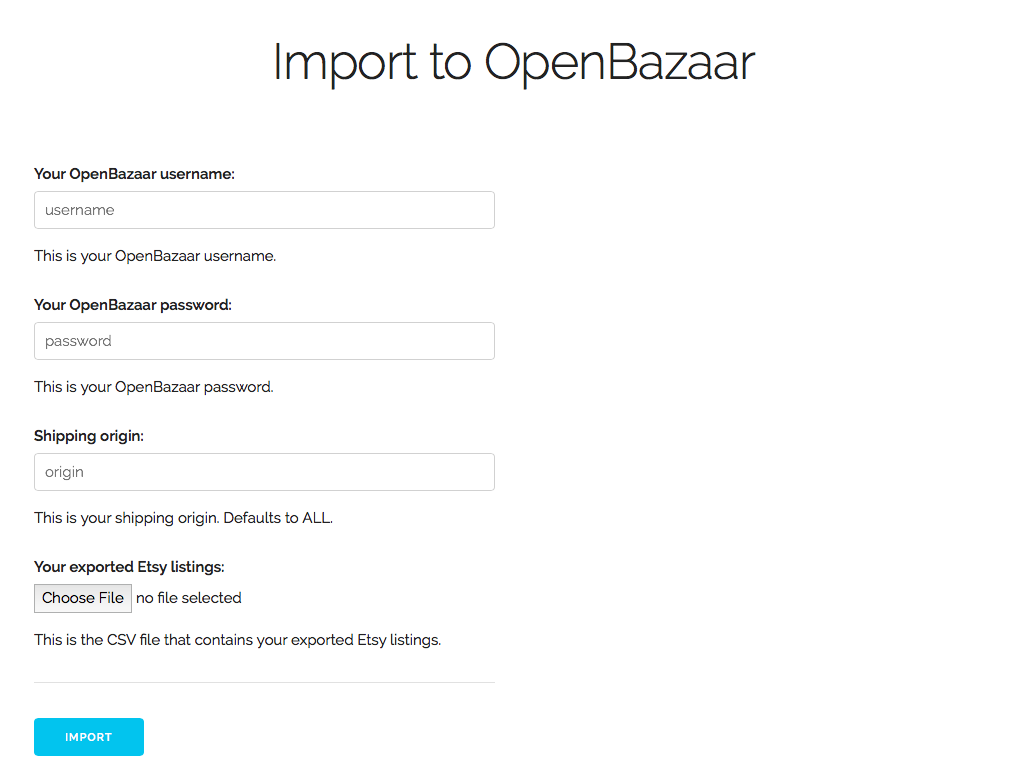 Import to OpenBazaar
Your OpenBazaar username:
username
This is your OpenBazaar username.
Your OpenBazaar password:
password
This is your OpenBazaar password.
Shipping origin:
origin
This is your shipping origin. Defaults to ALL.
Your exported Etsy listings:
Choose File no file selected
This is the CSV file that contains your exported Etsy listings.
IMPORT